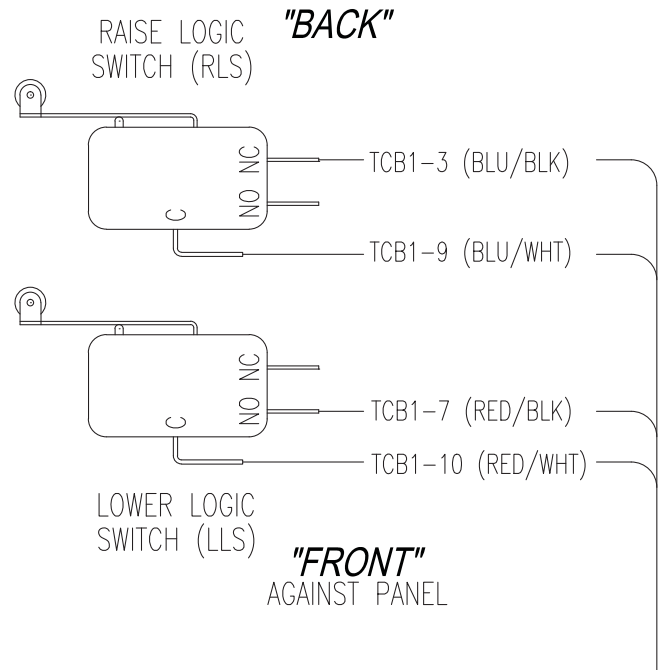 "BACK"
RAISE LOGIC
SWITCH (RLS)
NC
TCB1-3 (BLU/BLK)
NO
C
TCB1-9 (BLU/WHT)
NC
NO
TCB1-7 (RED/BLK)
C
TCB1-10 (RED/WHT)
LOWER LOGIC
SWITCH (LLS)
"FRONT"
AGAINST PANEL